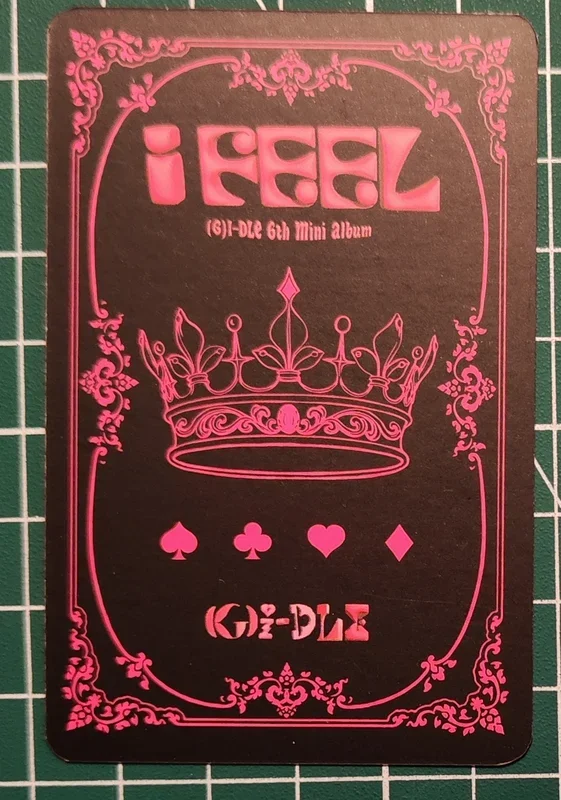 i FEEL
(G)I-DLE 6th Mini Album
(G)I-DLE